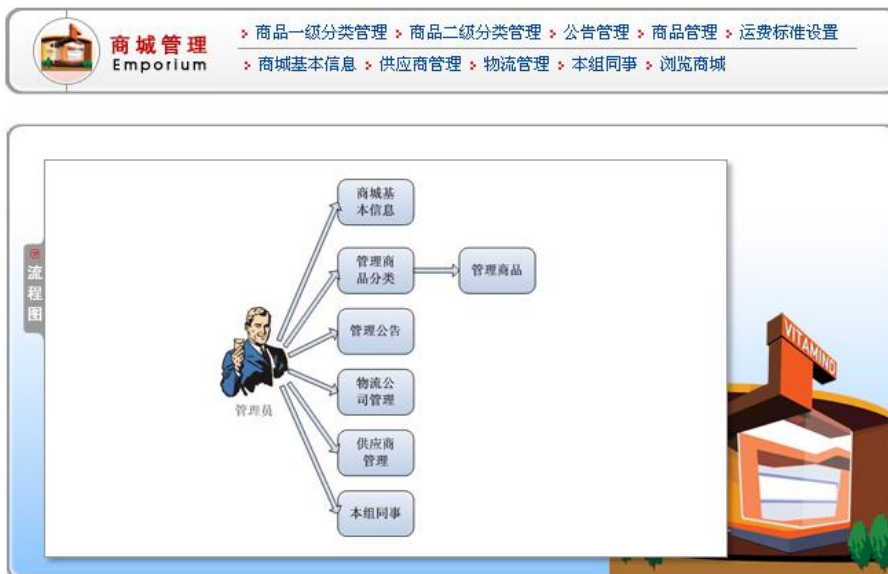 商城管理
Emporium
商品一级分类管理 商品二级分类管理 公告管理 商品管理 运费标准设置
商城基本信息 供应商管理 物流管理 本组同事 浏览商城
流程图
商城基
本信息
管理商
品分类
管理商品
管理公告
物流公
司管理
供应商
管理
本组同事
管理员
VITAMIND